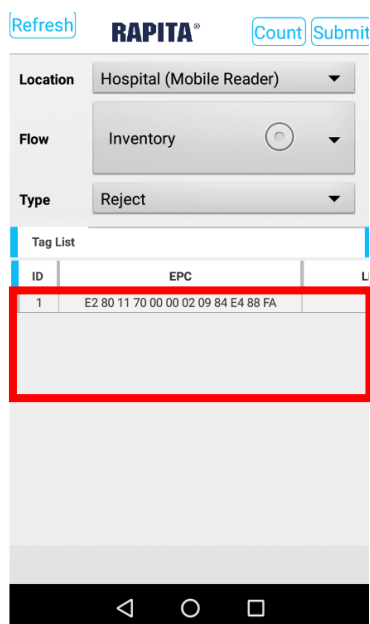 Refresh RAPITA® Count Submit
Location Hospital (Mobile Reader)
Flow Inventory
Type Reject
Tag List
ID EPC
1 E2 80 11 70 00 00 02 09 84 E4 88 FA